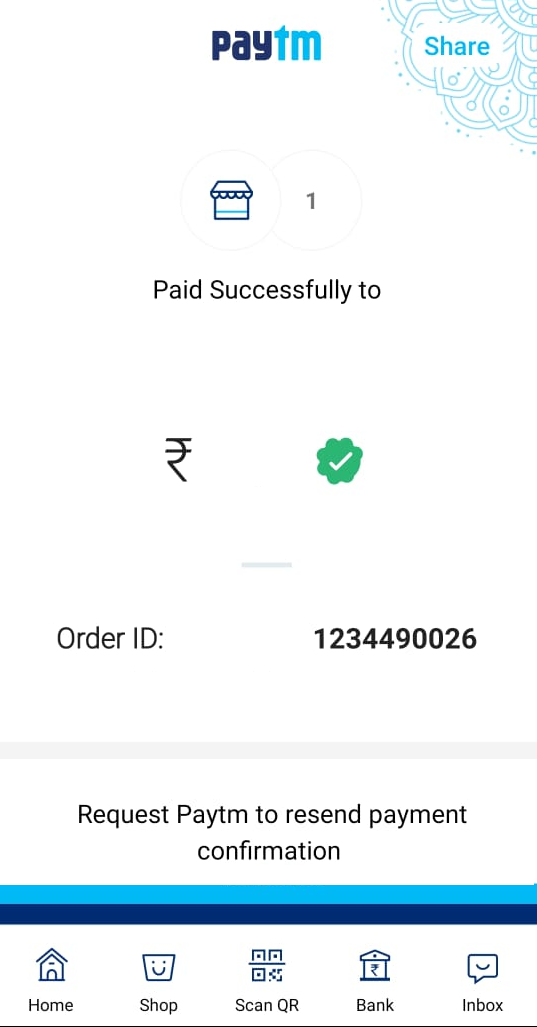 paytm
Share
1
Paid Successfully to
₹
Order ID: 1234490026
Request Paytm to resend payment
confirmation
₹
Home Shop Scan QR Bank Inbox